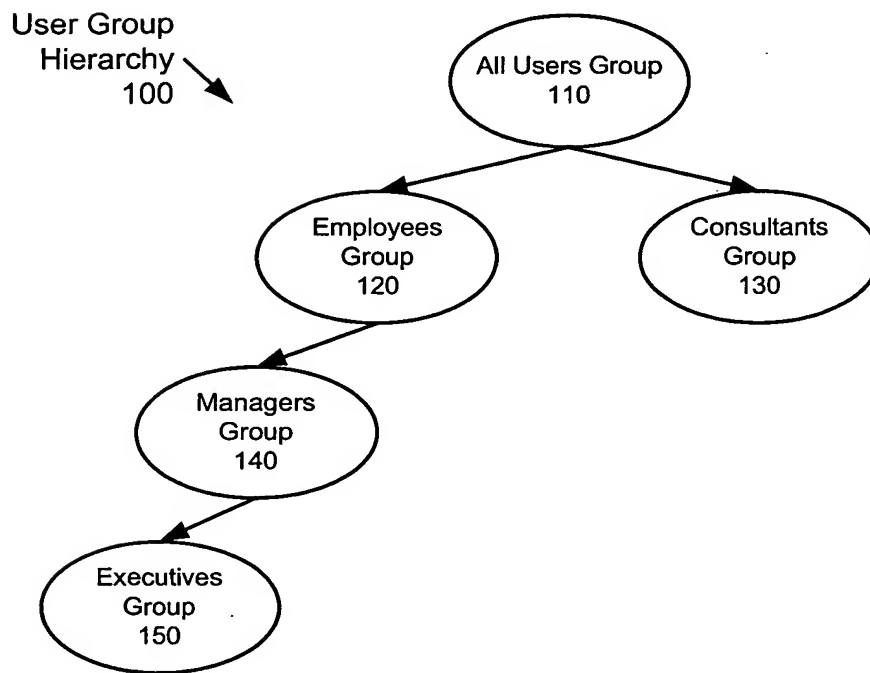 User Group
Hierarchy
100
All Users Group
110
Employees
Group
120
Consultants
Group
130
Managers
Group
140
Executives
Group
150